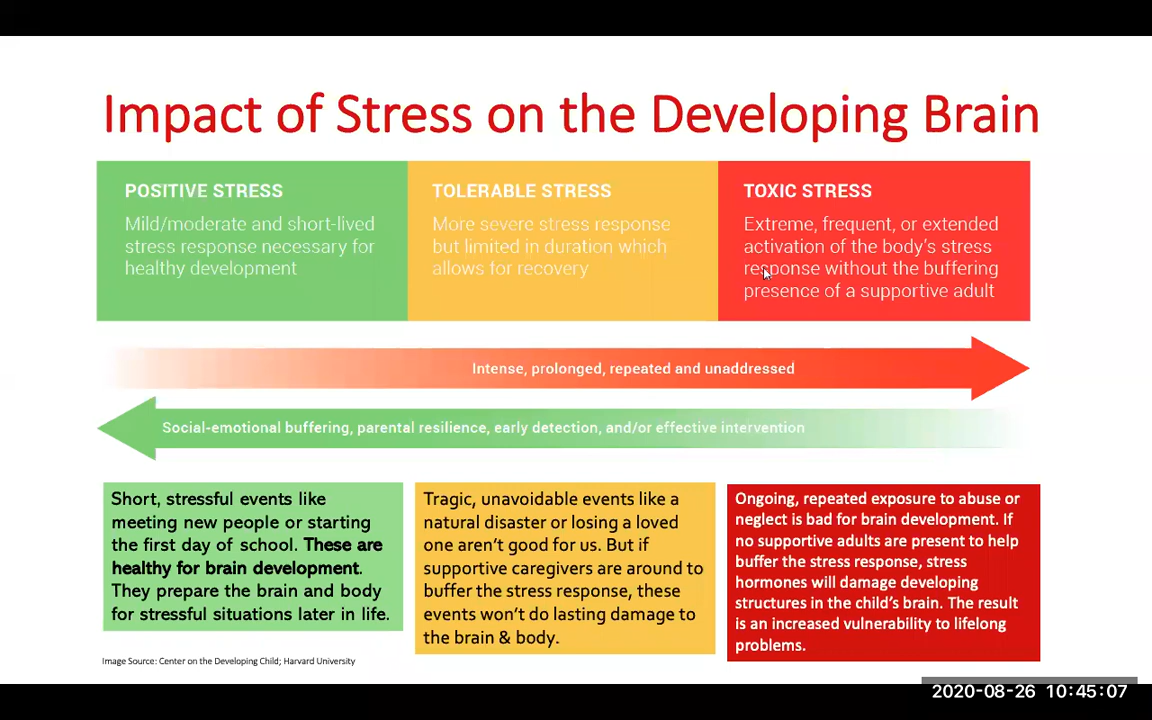 Impact of Stress on the Developing Brain
POSITIVE STRESS
Mild/moderate and short-lived
stress response necessary for
healthy development
TOLERABLE STRESS
More severe stress response
but limited in duration which
allows for recovery
TOXIC STRESS
Extreme, frequent, or extended
activation of the body's stress
response without the buffering
presence of a supportive adult
Intense, prolonged, repeated and unaddressed
Social-emotional buffering, parental resilience, early detection, and/or effective intervention
Short, stressful events like
meeting new people or starting
the first day of school. These are
healthy for brain development.
They prepare the brain and body
for stressful situations later in life.
Tragic, unavoidable events like a
natural disaster or losing a loved
one aren't good for us. But if
supportive caregivers are around to
buffer the stress response, these
events won't do lasting damage to
the brain & body.
Ongoing, repeated exposure to abuse or
neglect is bad for brain development. If
no supportive adults are present to help
buffer the stress response, stress
hormones will damage developing
structures in the child's brain. The result
is an increased vulnerability to lifelong
problems.
Image Source: Center on the Developing Child; Harvard University
2020-08-26 10:45:07